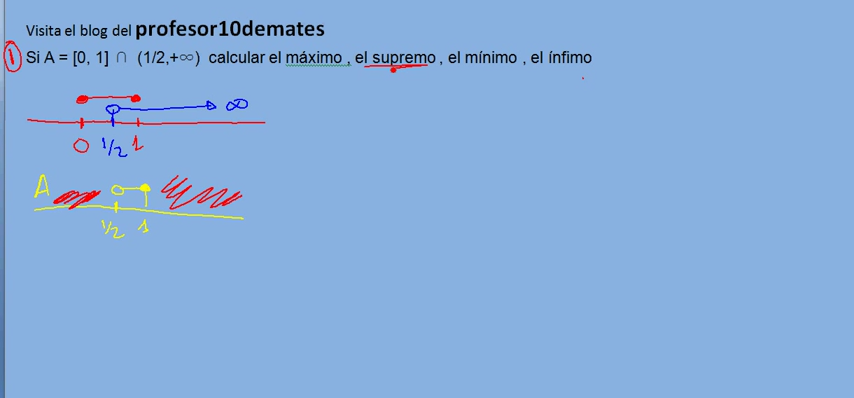 Visita el blog del profesor10demates
1 Si A = [0, 1] ∩ (1/2,+∞) calcular el máximo , el supremo , el mínimo , el ínfimo
∞
0 1/2 1
A
1/2 1